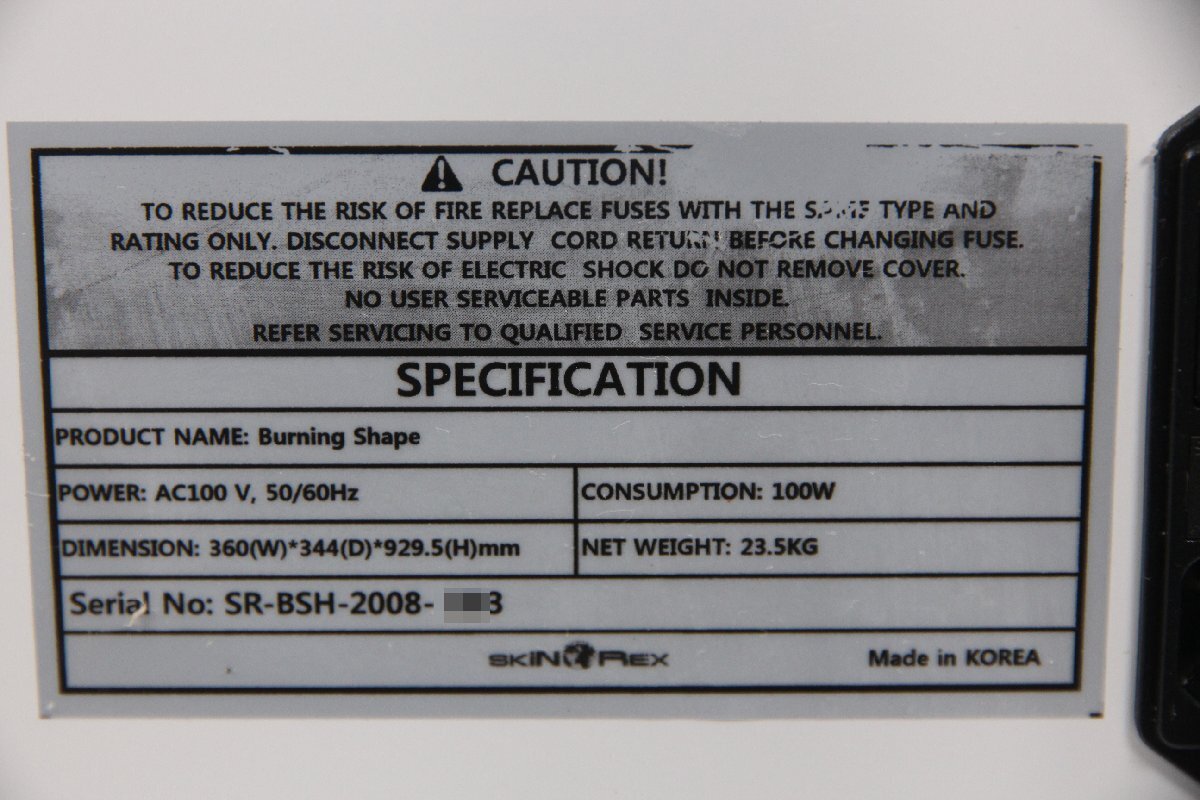 CAUTION!
TO REDUCE THE RISK OF FIRE REPLACE FUSES WITH THE SAME TYPE AND
RATING ONLY. DISCONNECT SUPPLY CORD RETURN BEFORE CHANGING FUSE.
TO REDUCE THE RISK OF ELECTRIC SHOCK DO NOT REMOVE COVER.
NO USER SERVICEABLE PARTS INSIDE.
REFER SERVICING TO QUALIFIED SERVICE PERSONNEL.
SPECIFICATION
PRODUCT NAME: Burning Shape
POWER: AC100 V, 50/60Hz
CONSUMPTION: 100W
DIMENSION: 360(W)*344(D)*929.5(H)mm
NET WEIGHT: 23.5KG
Serial No: SR-BSH-2008-
SKIN REX
Made in KOREA